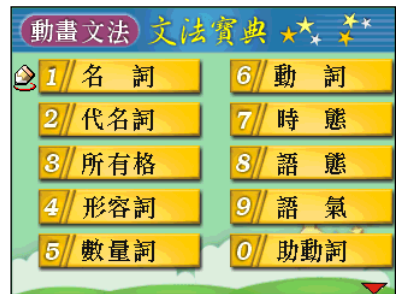 動畫文法 文法寶典
1 名詞
2 代名詞
3 所有格
4 形容詞
5 數量詞
6 動詞
7 時態
8 語態
9 語氣
0 助動詞